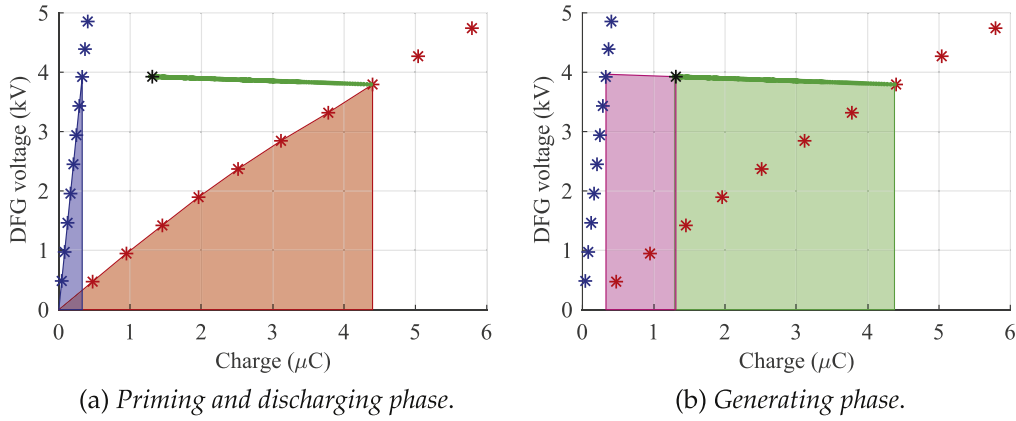 5
4
3
2
1
0
DFG voltage (kV)
0 1 2 3 4 5 6
Charge (μC)
(a) Priming and discharging phase.
5
4
3
2
1
0
DFG voltage (kV)
0 1 2 3 4 5 6
Charge (μC)
(b) Generating phase.